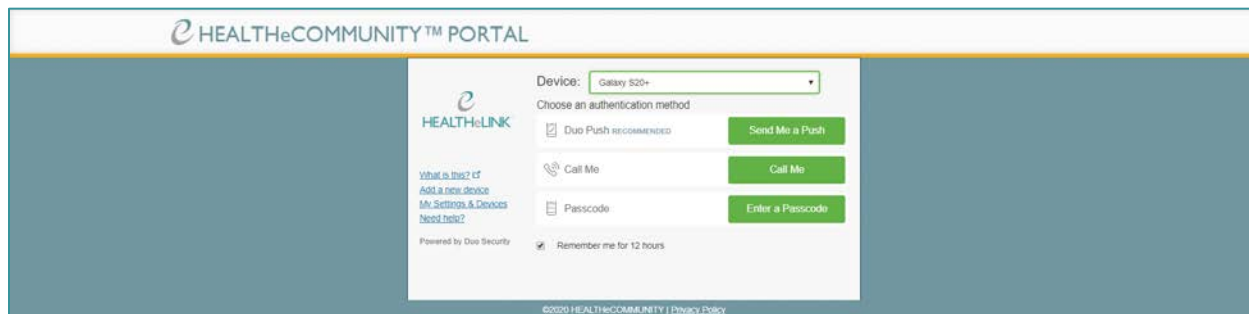 HEALTHeCOMMUNITY™ PORTAL
HEALTHeLINK
What is this?
Add a new device
My Settings & Devices
Need help?
Powered by Duo Security
Device: Galaxy S20+
Choose an authentication method
Duo Push RECOMMENDED Send Me a Push
Call Me Call Me
Passcode Enter a Passcode
Remember me for 12 hours
©2020 HEALTHeCOMMUNITY | Privacy Policy